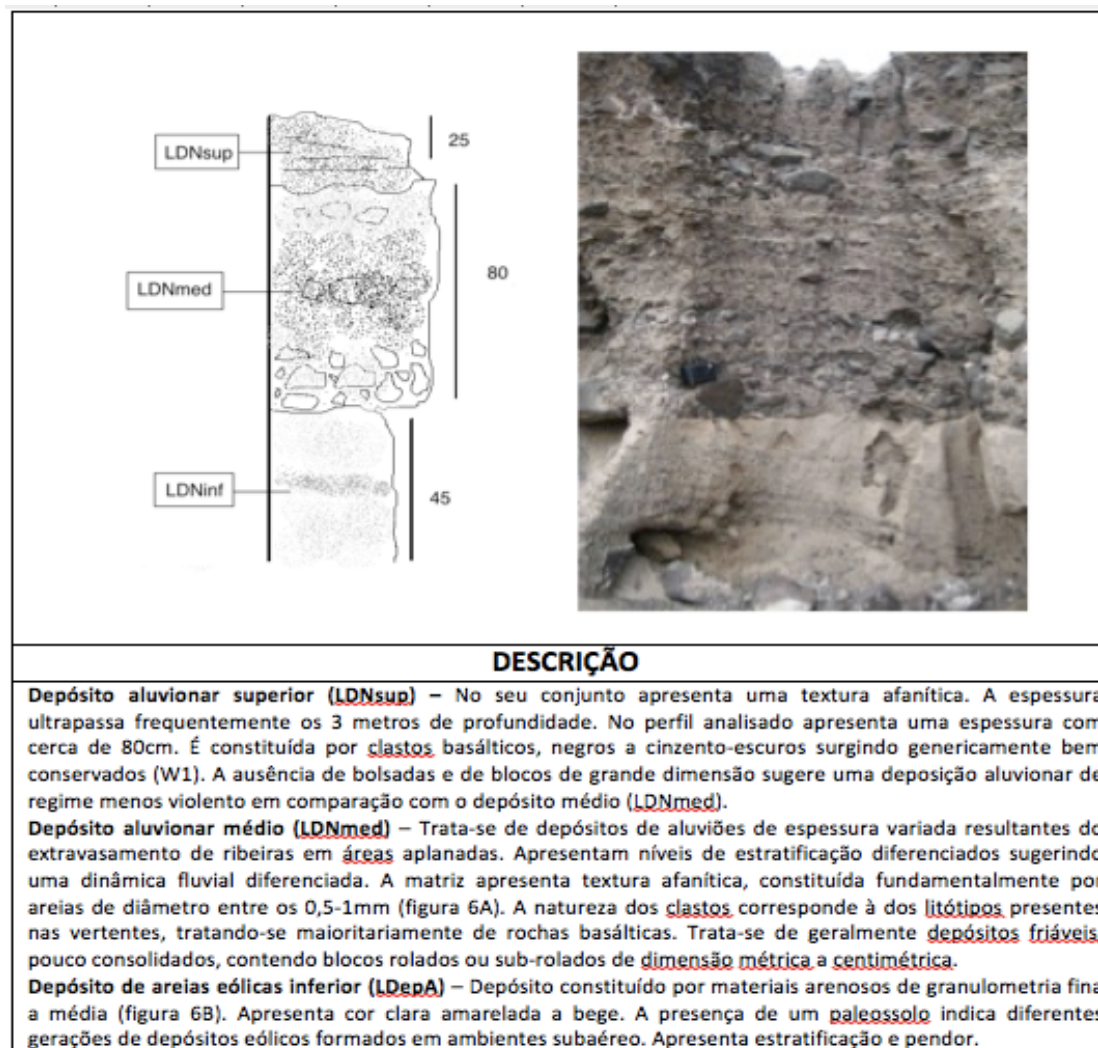 LDNsup
25
LDNmed
80
LDNinf
45
DESCRIÇÃO
Depósito aluvionar superior (LDNsup) – No seu conjunto apresenta uma textura afanítica. A espessura
ultrapassa frequentemente os 3 metros de profundidade. No perfil analisado apresenta uma espessura com
cerca de 80cm. É constituída por clastos basálticos, negros a cinzento-escuros surgindo genericamente bem
conservados (W1). A ausência de bolsadas e de blocos de grande dimensão sugere uma deposição aluvionar de
regime menos violento em comparação com o depósito médio (LDNmed).
Depósito aluvionar médio (LDNmed) – Trata-se de depósitos de aluviões de espessura variada resultantes do
extravasamento de ribeiras em áreas aplanadas. Apresentam níveis de estratificação diferenciados sugerindo
uma dinâmica fluvial diferenciada. A matriz apresenta textura afanítica, constituída fundamentalmente por
areias de diâmetro entre os 0,5-1mm (figura 6A). A natureza dos clastos corresponde à dos litótipos presentes
nas vertentes, tratando-se maioritariamente de rochas basálticas. Trata-se de geralmente depósitos friáveis,
pouco consolidados, contendo blocos rolados ou sub-rolados de dimensão métrica a centimétrica.
Depósito de areias eólicas inferior (LDepA) – Depósito constituído por materiais arenosos de granulometria fina
a média (figura 6B). Apresenta cor clara amarelada a bege. A presença de um paleossolo indica diferentes
gerações de depósitos eólicos formados em ambientes subaéreo. Apresenta estratificação e pendor.